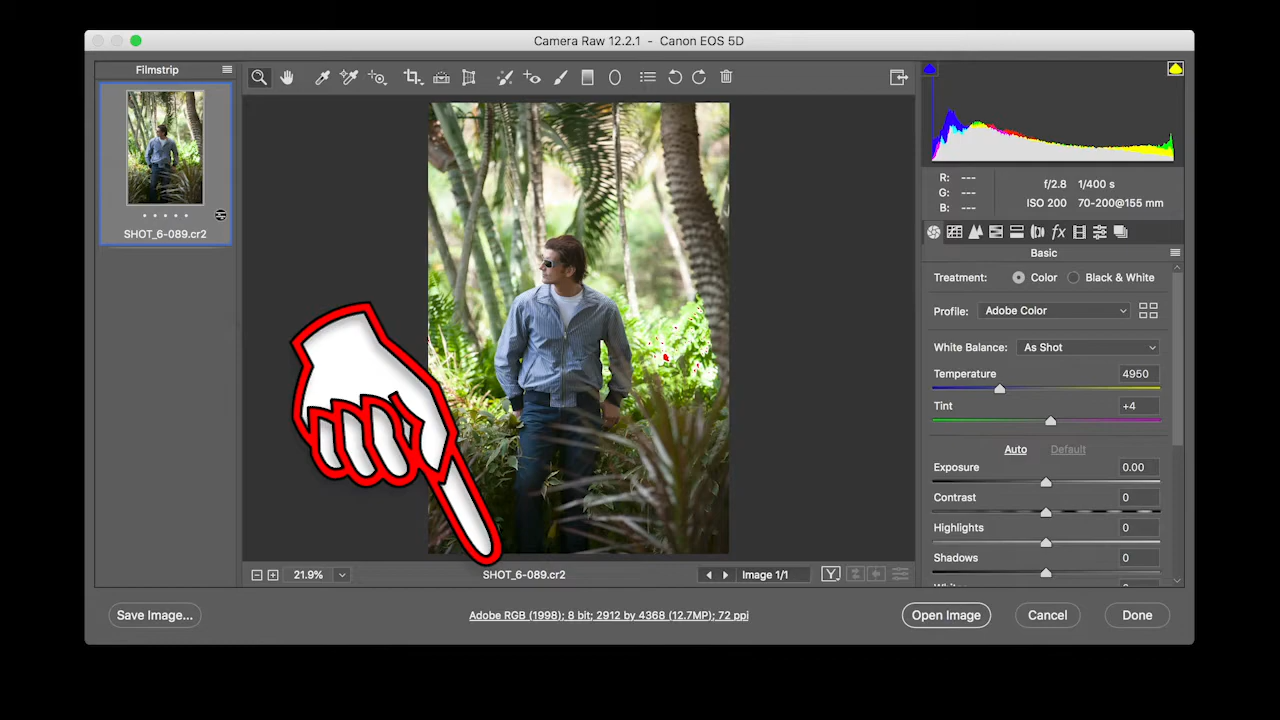 Camera Raw 12.2.1 - Canon EOS 5D
Filmstrip
SHOT_6-089.cr2
R: ---
G: ---
B: ---
f/2.8 1/400 s
ISO 200 70-200@155 mm
fx
Basic
Treatment: Color Black & White
Profile: Adobe Color
White Balance: As Shot
Temperature 4950
Tint +4
Auto Default
Exposure 0.00
Contrast 0
Highlights 0
Shadows 0
21.9%
SHOT_6-089.cr2
Image 1/1
Y
Save Image...
Adobe RGB (1998); 8 bit; 2912 by 4368 (12.7MP); 72 ppi
Open Image
Cancel
Done